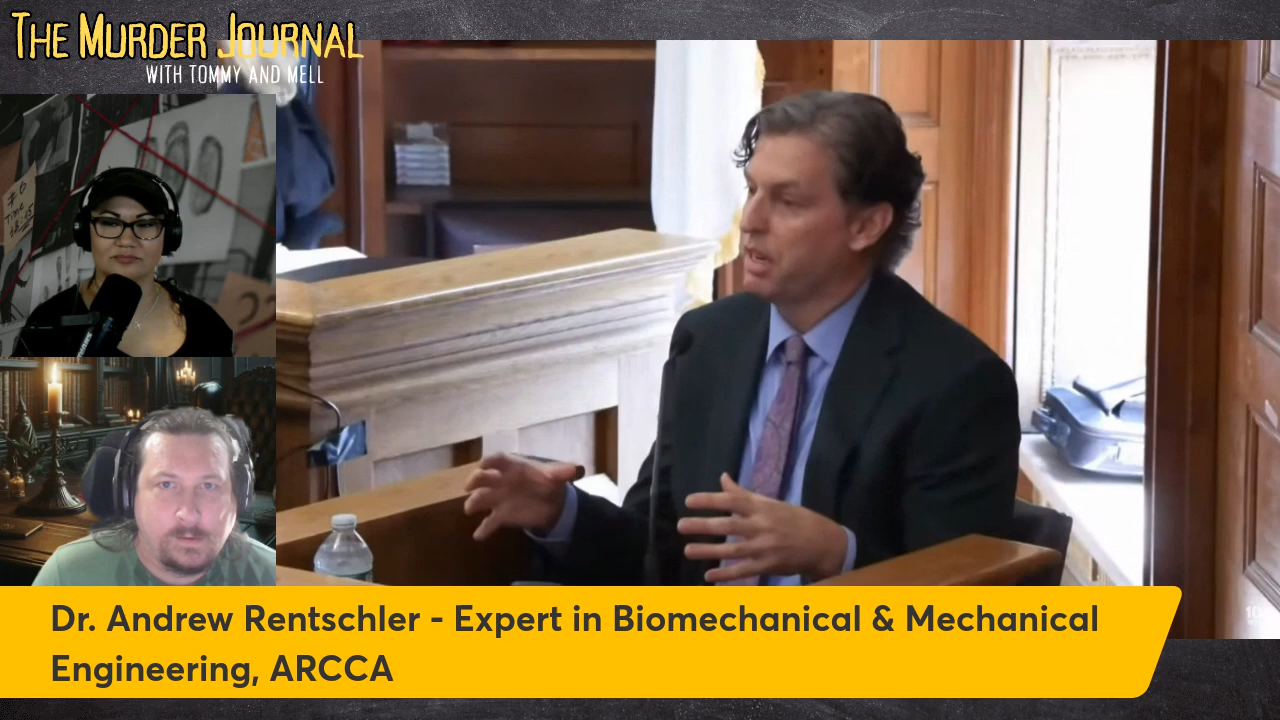 THE MURDER JOURNAL
WITH TOMMY AND MELL
Dr. Andrew Rentschler - Expert in Biomechanical & Mechanical
Engineering, ARCCA